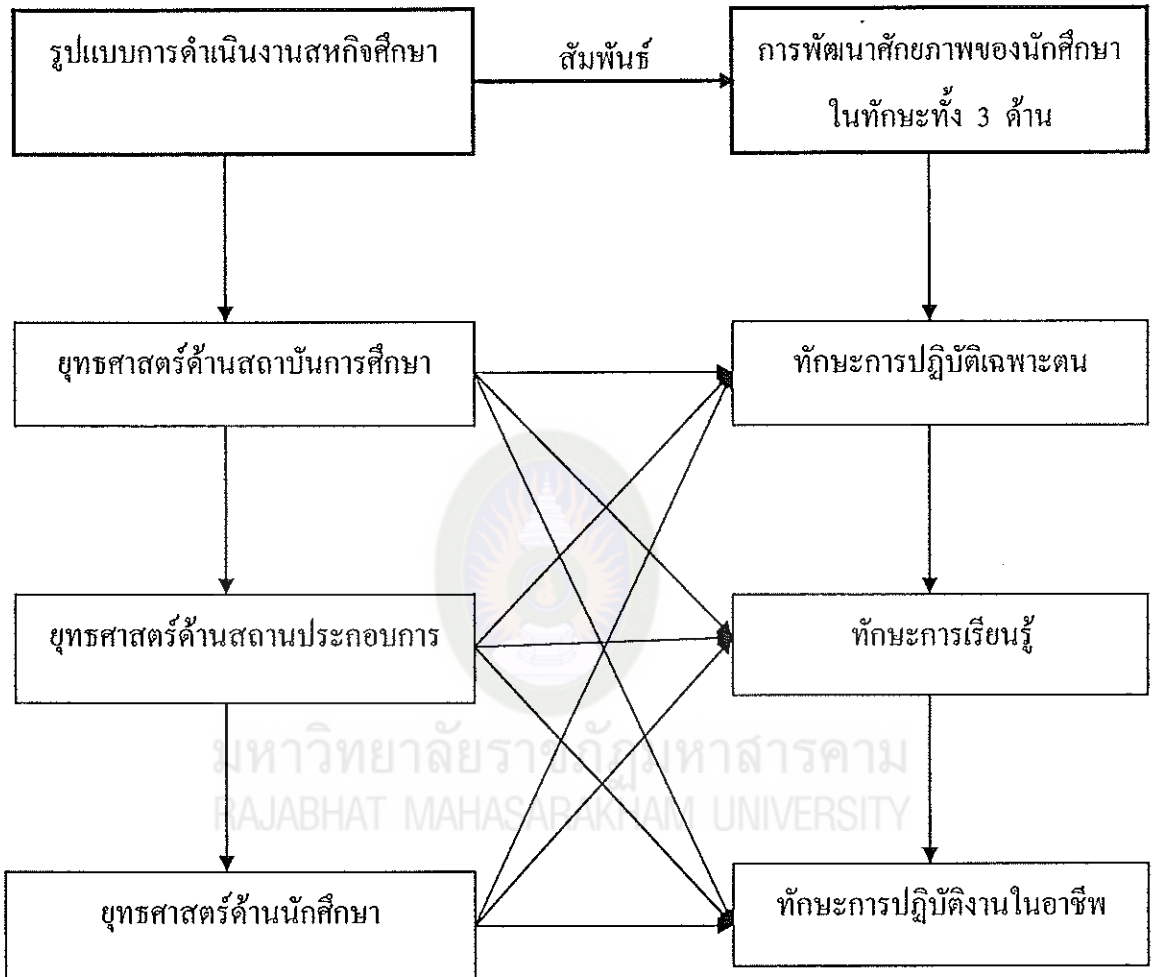 รูปแบบการดำเนินงานสหกิจศึกษา
สัมพันธ์
การพัฒนาศักยภาพของนักศึกษา
ในทักษะทั้ง 3 ด้าน
ยุทธศาสตร์ด้านสถาบันการศึกษา
ทักษะการปฏิบัติเฉพาะตน
ยุทธศาสตร์ด้านสถานประกอบการ
ทักษะการเรียนรู้
มหาวิทยาลัยราชภัฏมหาสารคาม
RAJABHAT MAHASARAKHAM UNIVERSITY
ยุทธศาสตร์ด้านนักศึกษา
ทักษะการปฏิบัติงานในอาชีพ